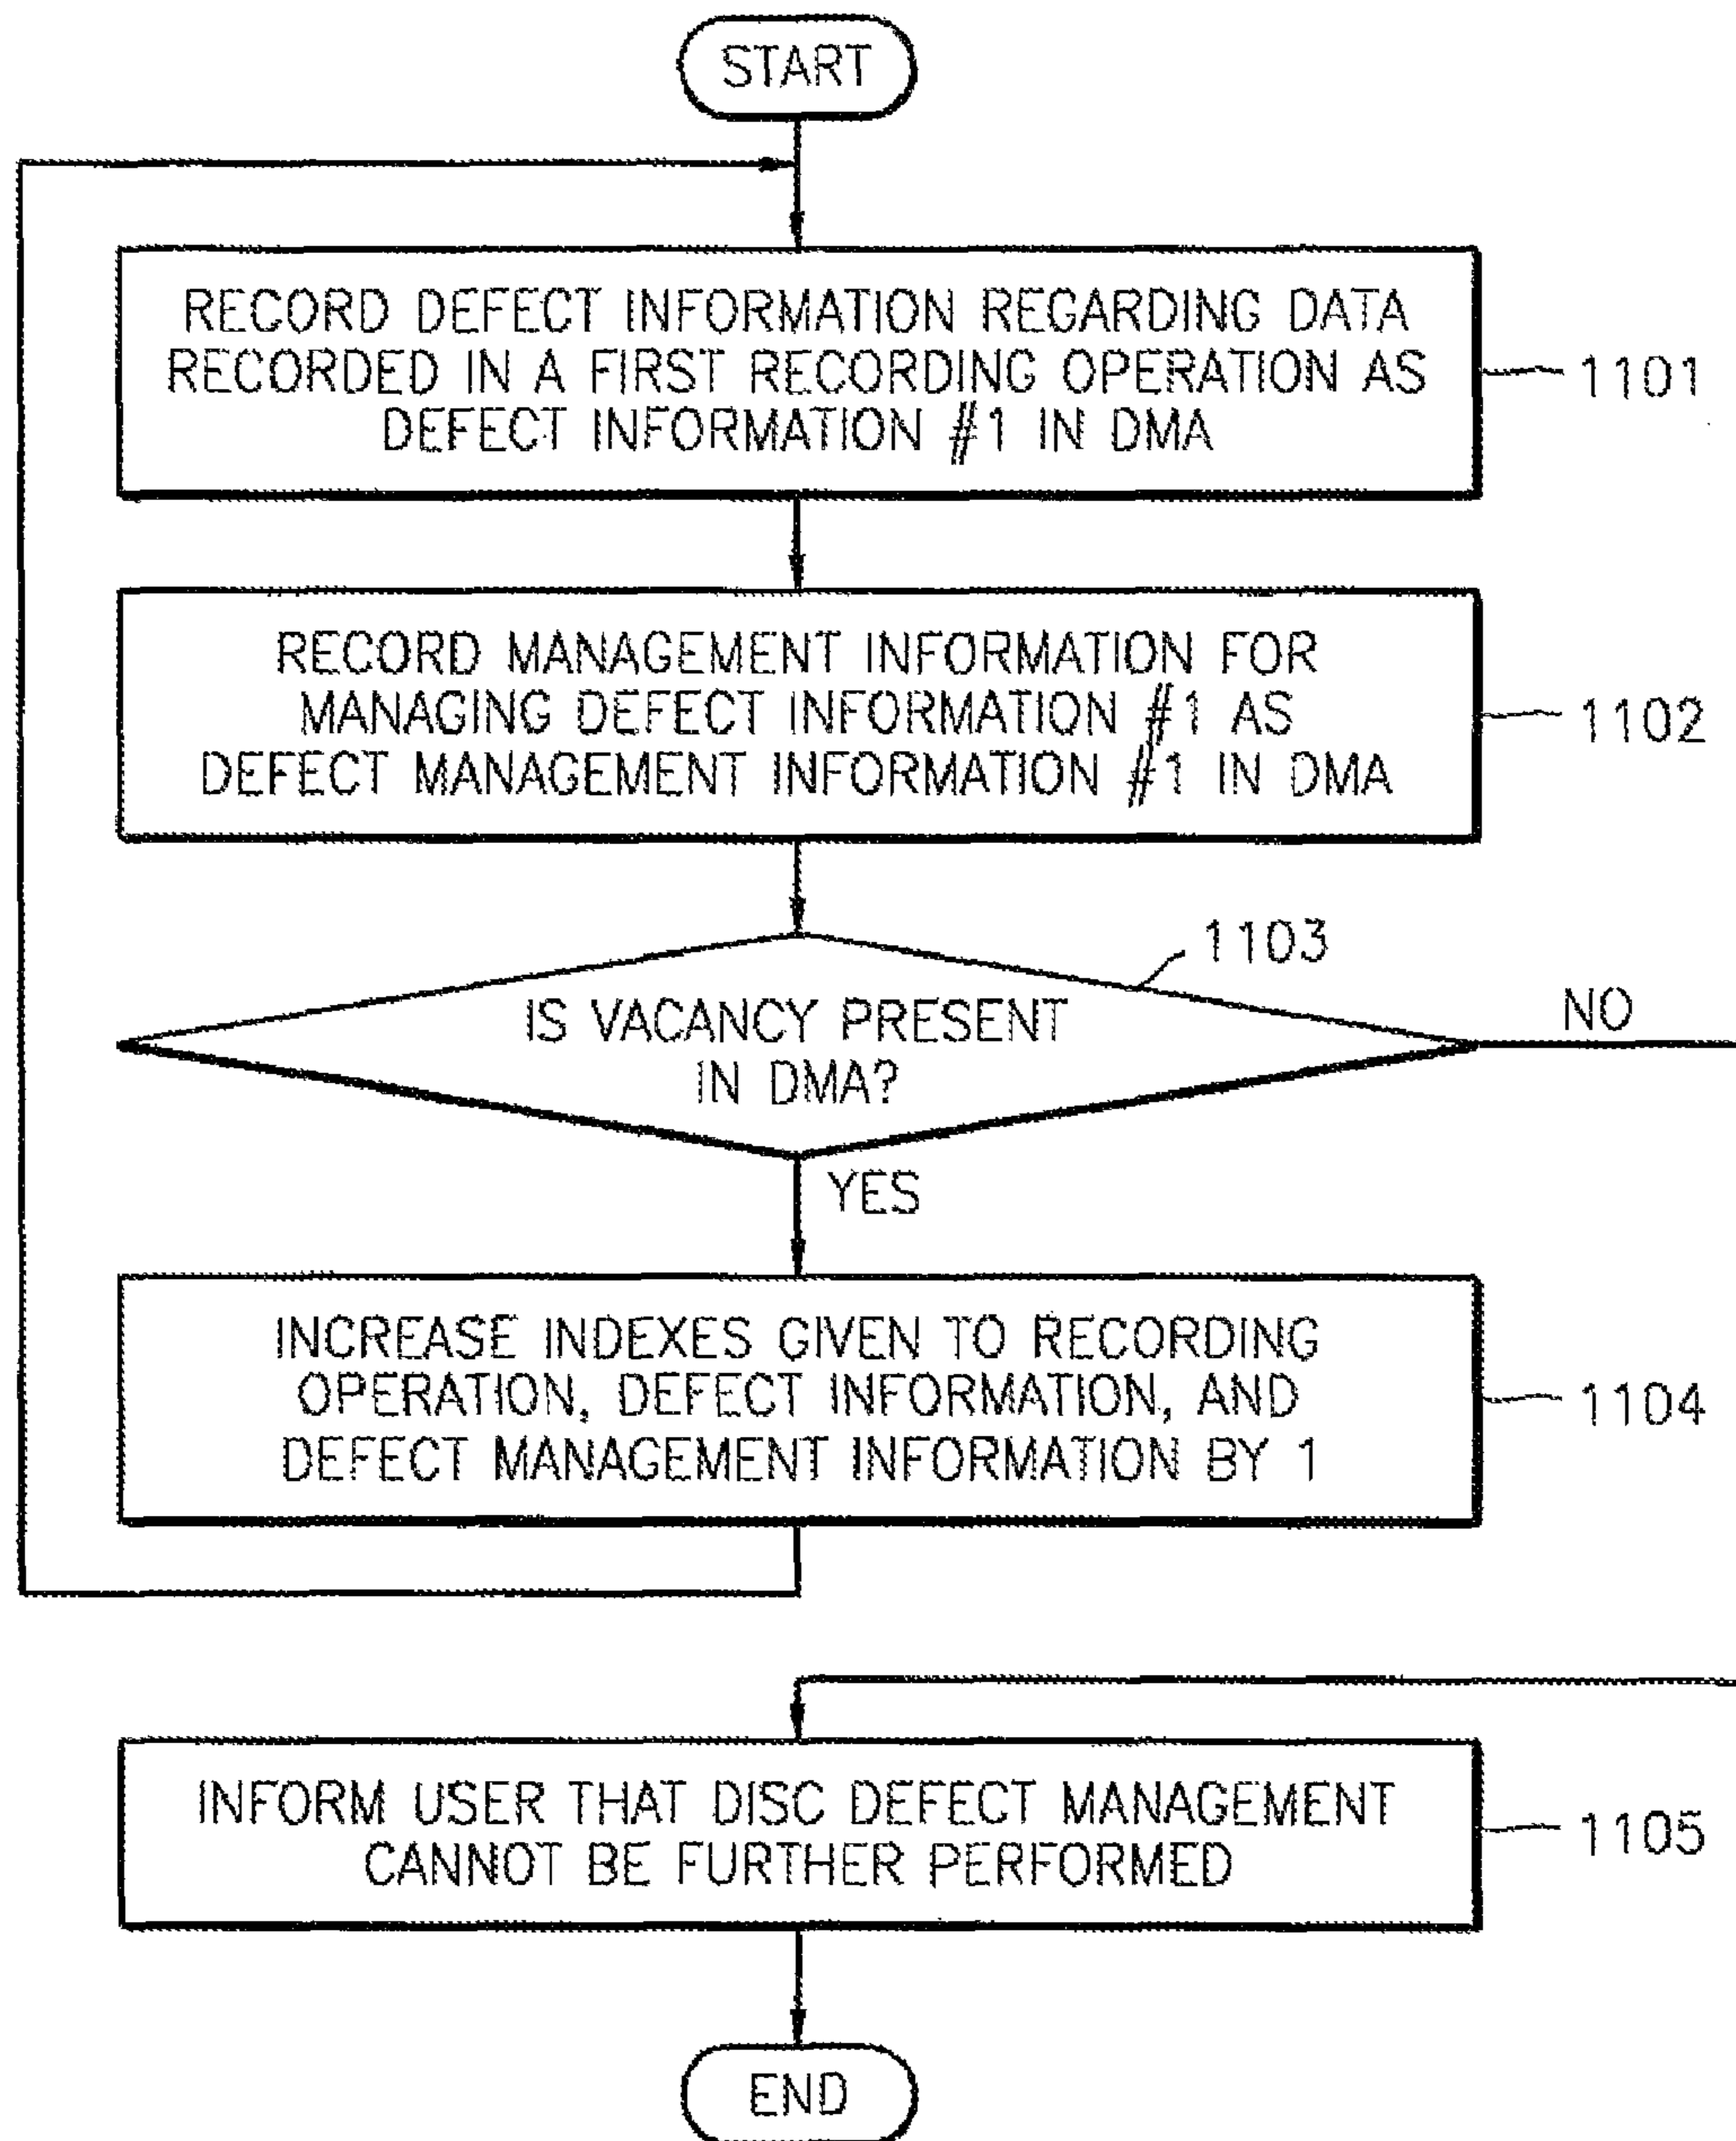 START
RECORD DEFECT INFORMATION REGARDING DATA
RECORDED IN A FIRST RECORDING OPERATION AS
DEFECT INFORMATION #1 IN DMA
1101
RECORD MANAGEMENT INFORMATION FOR
MANAGING DEFECT INFORMATION #1 AS
DEFECT MANAGEMENT INFORMATION #1 IN DMA
1102
1103
IS VACANCY PRESENT
IN DMA?
NO
YES
INCREASE INDEXES GIVEN TO RECORDING
OPERATION, DEFECT INFORMATION, AND
DEFECT MANAGEMENT INFORMATION BY 1
1104
INFORM USER THAT DISC DEFECT MANAGEMENT
CANNOT BE FURTHER PERFORMED
1105
END